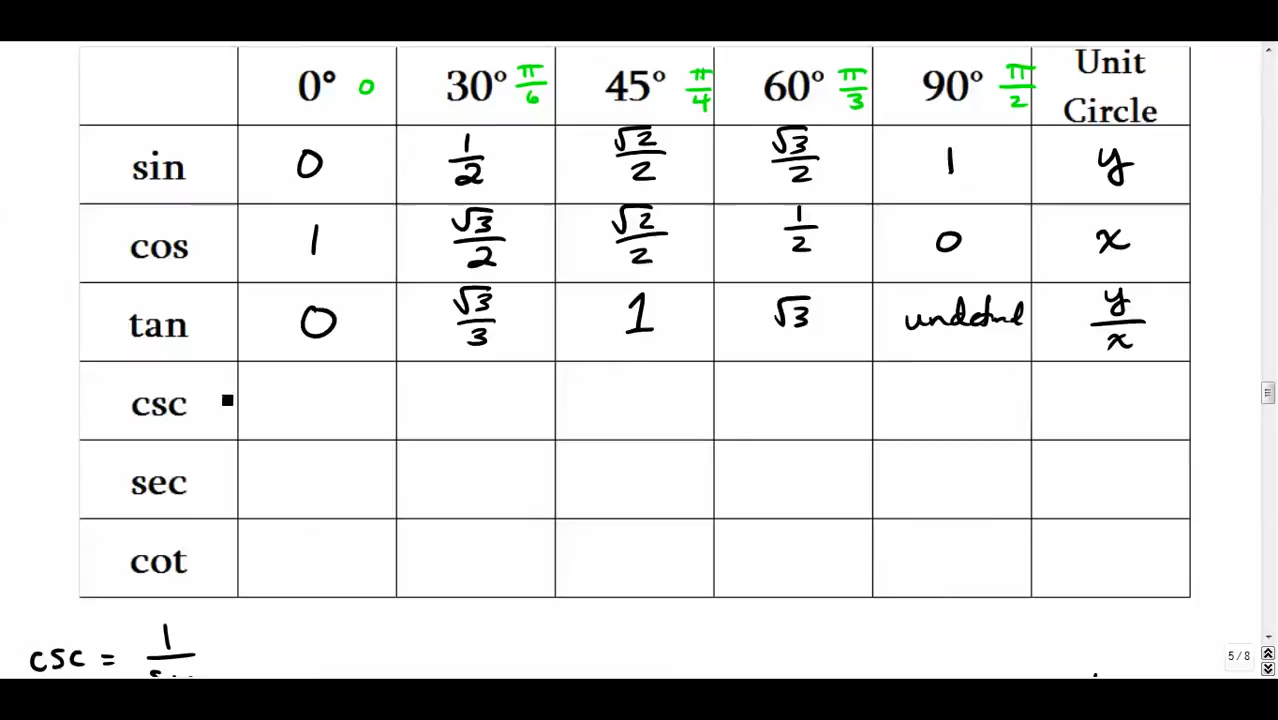 0° 0 30° π/6 45° π/4 60° π/3 90° π/2 Unit Circle
sin 0 1/2 √2/2 √3/2 1 y
cos 1 √3/2 √2/2 1/2 0 x
tan 0 √3/3 1 √3 y/x
csc
sec
cot
csc = 1/
5/8